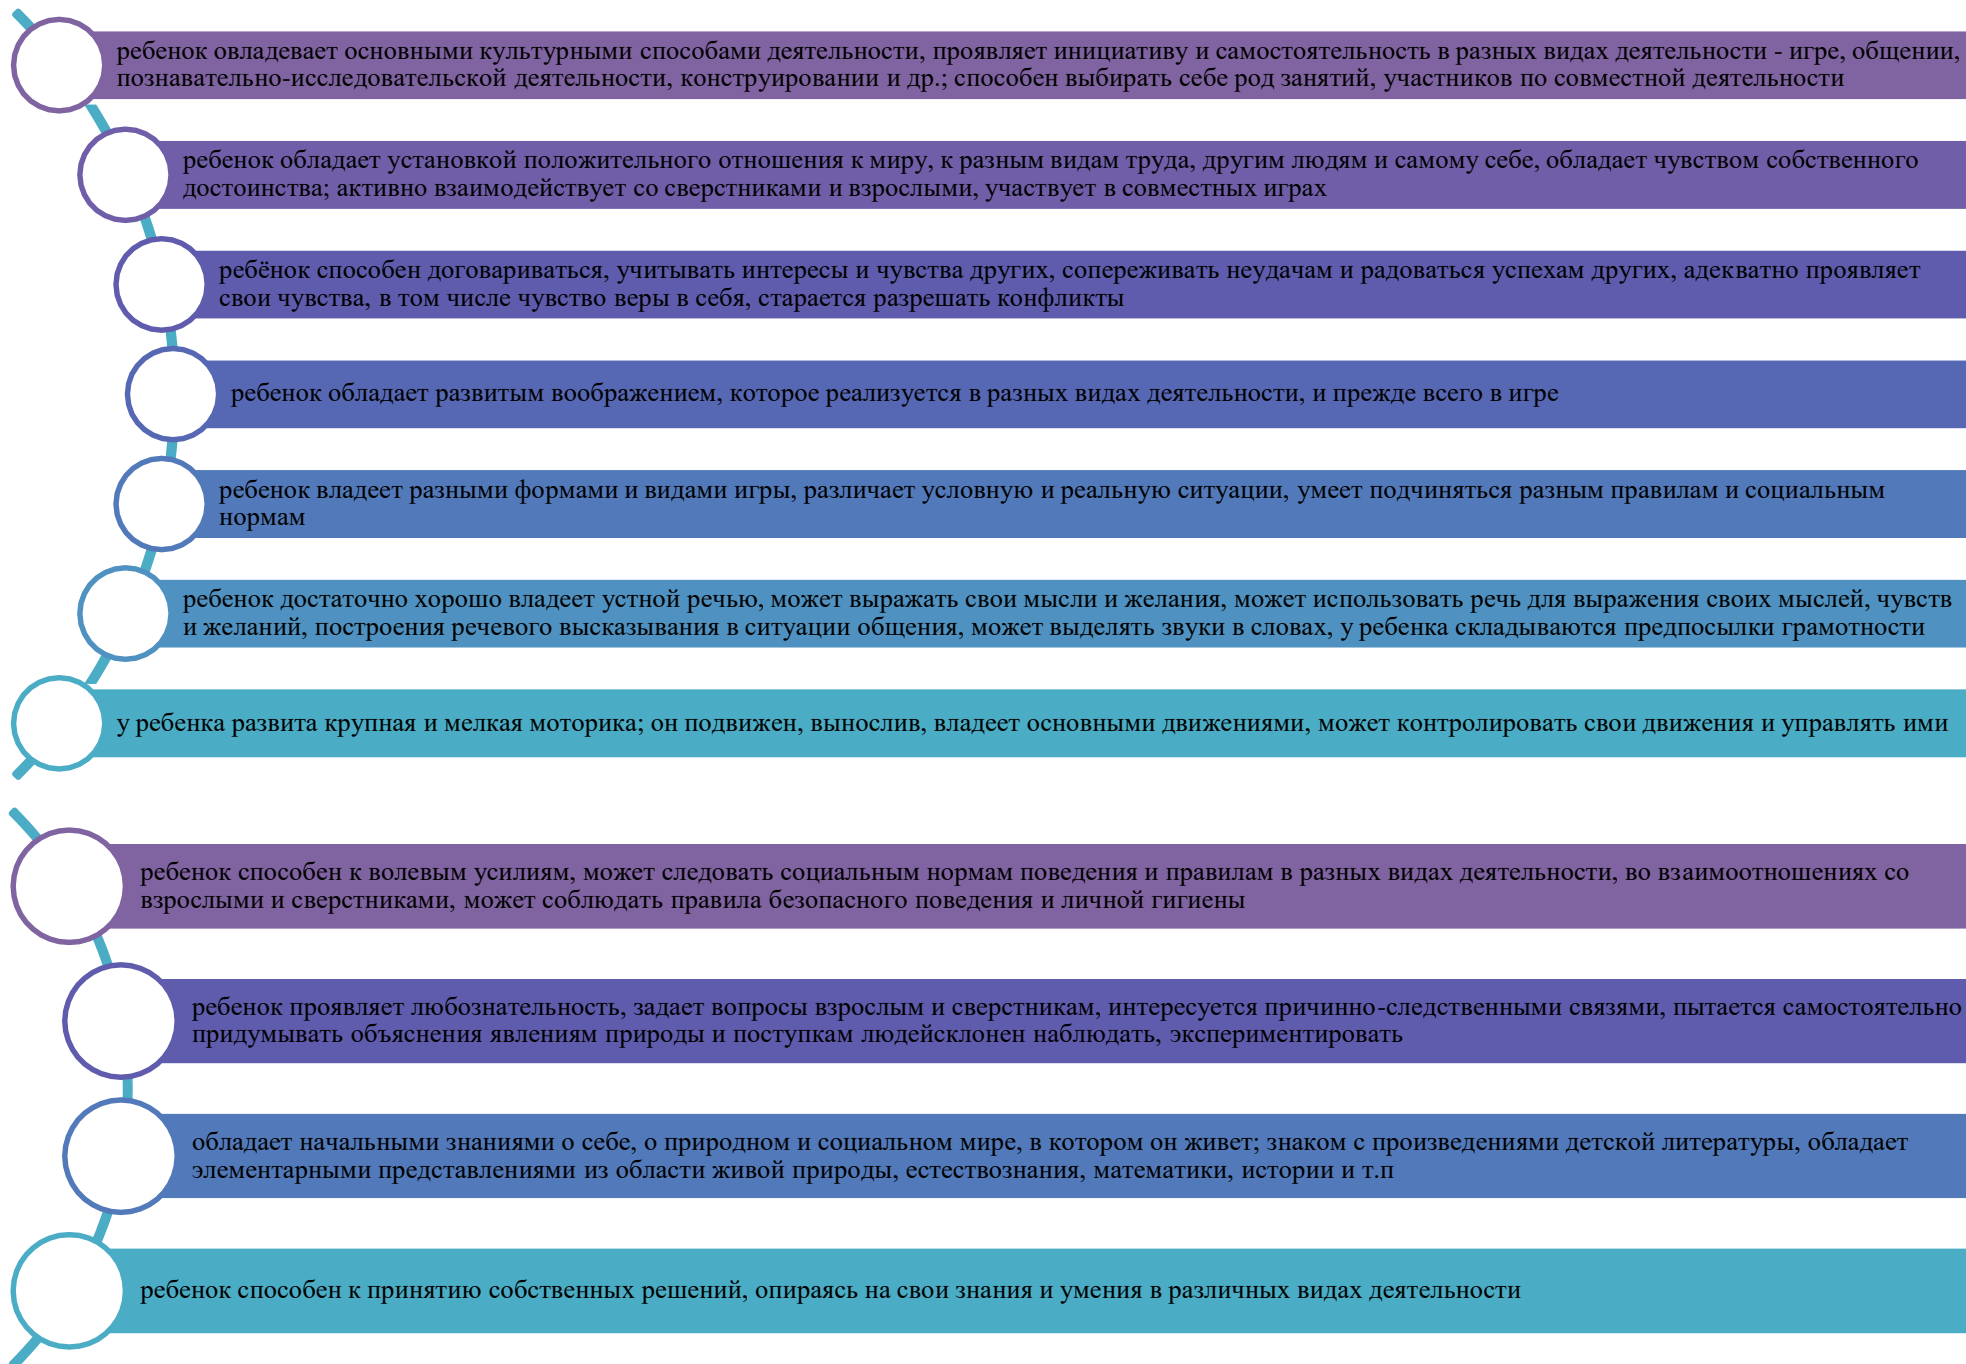 ребенок овладевает основными культурными способами деятельности, проявляет инициативу и самостоятельность в разных видах деятельности - игре, общении,
познавательно-исследовательской деятельности, конструировании и др.; способен выбирать себе род занятий, участников по совместной деятельности
ребенок обладает установкой положительного отношения к миру, к разным видам труда, другим людям и самому себе, обладает чувством собственного
достоинства; активно взаимодействует со сверстниками и взрослыми, участвует в совместных играх
ребёнок способен договариваться, учитывать интересы и чувства других, сопереживать неудачам и радоваться успехам других, адекватно проявляет
свои чувства, в том числе чувство веры в себя, старается разрешать конфликты
ребенок обладает развитым воображением, которое реализуется в разных видах деятельности, и прежде всего в игре
ребенок владеет разными формами и видами игры, различает условную и реальную ситуации, умеет подчиняться разным правилам и социальным
нормам
ребенок достаточно хорошо владеет устной речью, может выражать свои мысли и желания, может использовать речь для выражения своих мыслей, чувств
и желаний, построения речевого высказывания в ситуации общения, может выделять звуки в словах, у ребенка складываются предпосылки грамотности
у ребенка развита крупная и мелкая моторика; он подвижен, вынослив, владеет основными движениями, может контролировать свои движения и управлять ими
ребенок способен к волевым усилиям, может следовать социальным нормам поведения и правилам в разных видах деятельности, во взаимоотношениях со
взрослыми и сверстниками, может соблюдать правила безопасного поведения и личной гигиены
ребенок проявляет любознательность, задает вопросы взрослым и сверстникам, интересуется причинно-следственными связями, пытается самостоятельно
придумывать объяснения явлениям природы и поступкам людейсклонен наблюдать, экспериментировать
обладает начальными знаниями о себе, о природном и социальном мире, в котором он живет; знаком с произведениями детской литературы, обладает
элементарными представлениями из области живой природы, естествознания, математики, истории и т.п
ребенок способен к принятию собственных решений, опираясь на свои знания и умения в различных видах деятельности